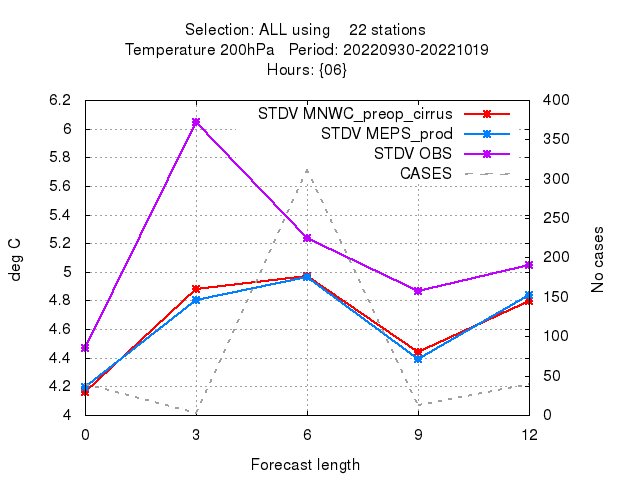 Selection: ALL using 22 stations
Temperature 200hPa Period: 20220930-20221019
Hours: {06}
STDV MNWC_preop_cirrus
STDV MEPS_prod
STDV OBS
CASES
6.2
6
5.8
5.6
5.4
5.2
5
4.8
4.6
4.4
4.2
4
deg C
400
350
300
250
200
150
100
50
0
No cases
0 3 6 9 12
Forecast length